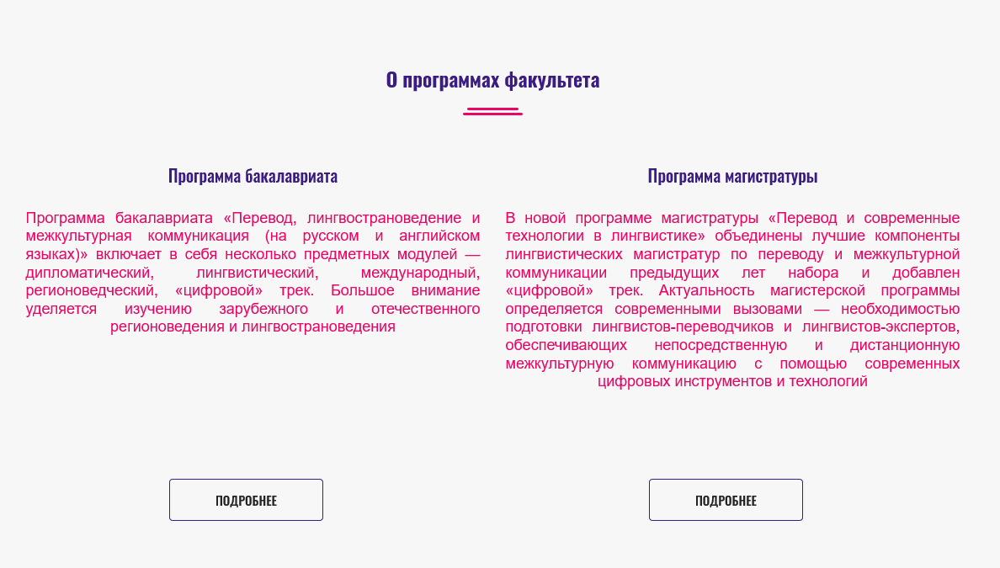 О программах факультета
Программа бакалавриата
Программа бакалавриата «Перевод, лингвострановедение и
межкультурная коммуникация (на русском и английском
языках)» включает в себя несколько предметных модулей —
дипломатический, лингвистический, международный,
регионоведческий, «цифровой» трек. Большое внимание
уделяется изучению зарубежного и отечественного
регионоведения и лингвострановедения
ПОДРОБНЕЕ
Программа магистратуры
В новой программе магистратуры «Перевод и современные
технологии в лингвистике» объединены лучшие компоненты
лингвистических магистратур по переводу и межкультурной
коммуникации предыдущих лет набора и добавлен
«цифровой» трек. Актуальность магистерской программы
определяется современными вызовами — необходимостью
подготовки лингвистов-переводчиков и лингвистов-экспертов,
обеспечивающих непосредственную и дистанционную
межкультурную коммуникацию с помощью современных
цифровых инструментов и технологий
ПОДРОБНЕЕ